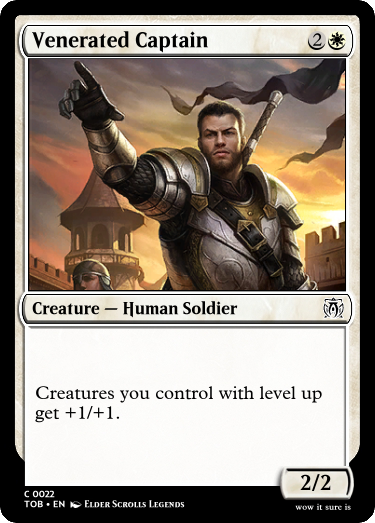 Venerated Captain 2
Creature — Human Soldier
Creatures you control with level up
get +1/+1.
2/2
C 0022
TOB • EN Elder Scrolls Legends
wow it sure is